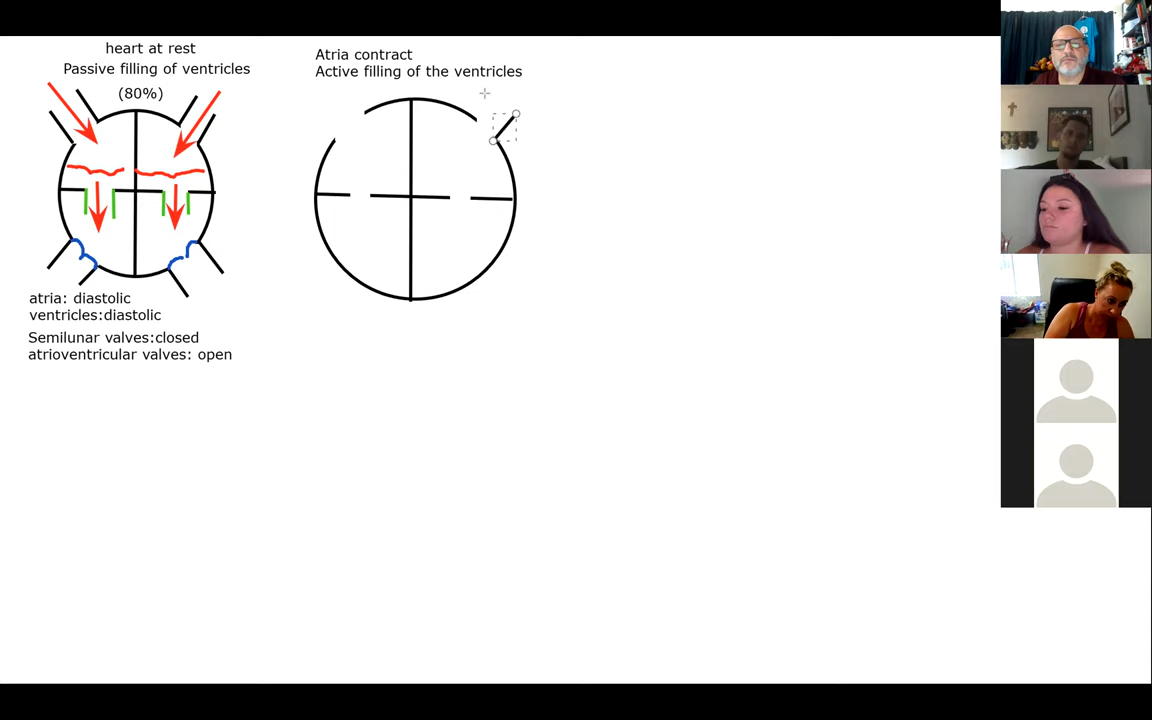 heart at rest
Passive filling of ventricles
(80%)
atria: diastolic
ventricles:diastolic
Semilunar valves:closed
atrioventricular valves: open
Atria contract
Active filling of the ventricles